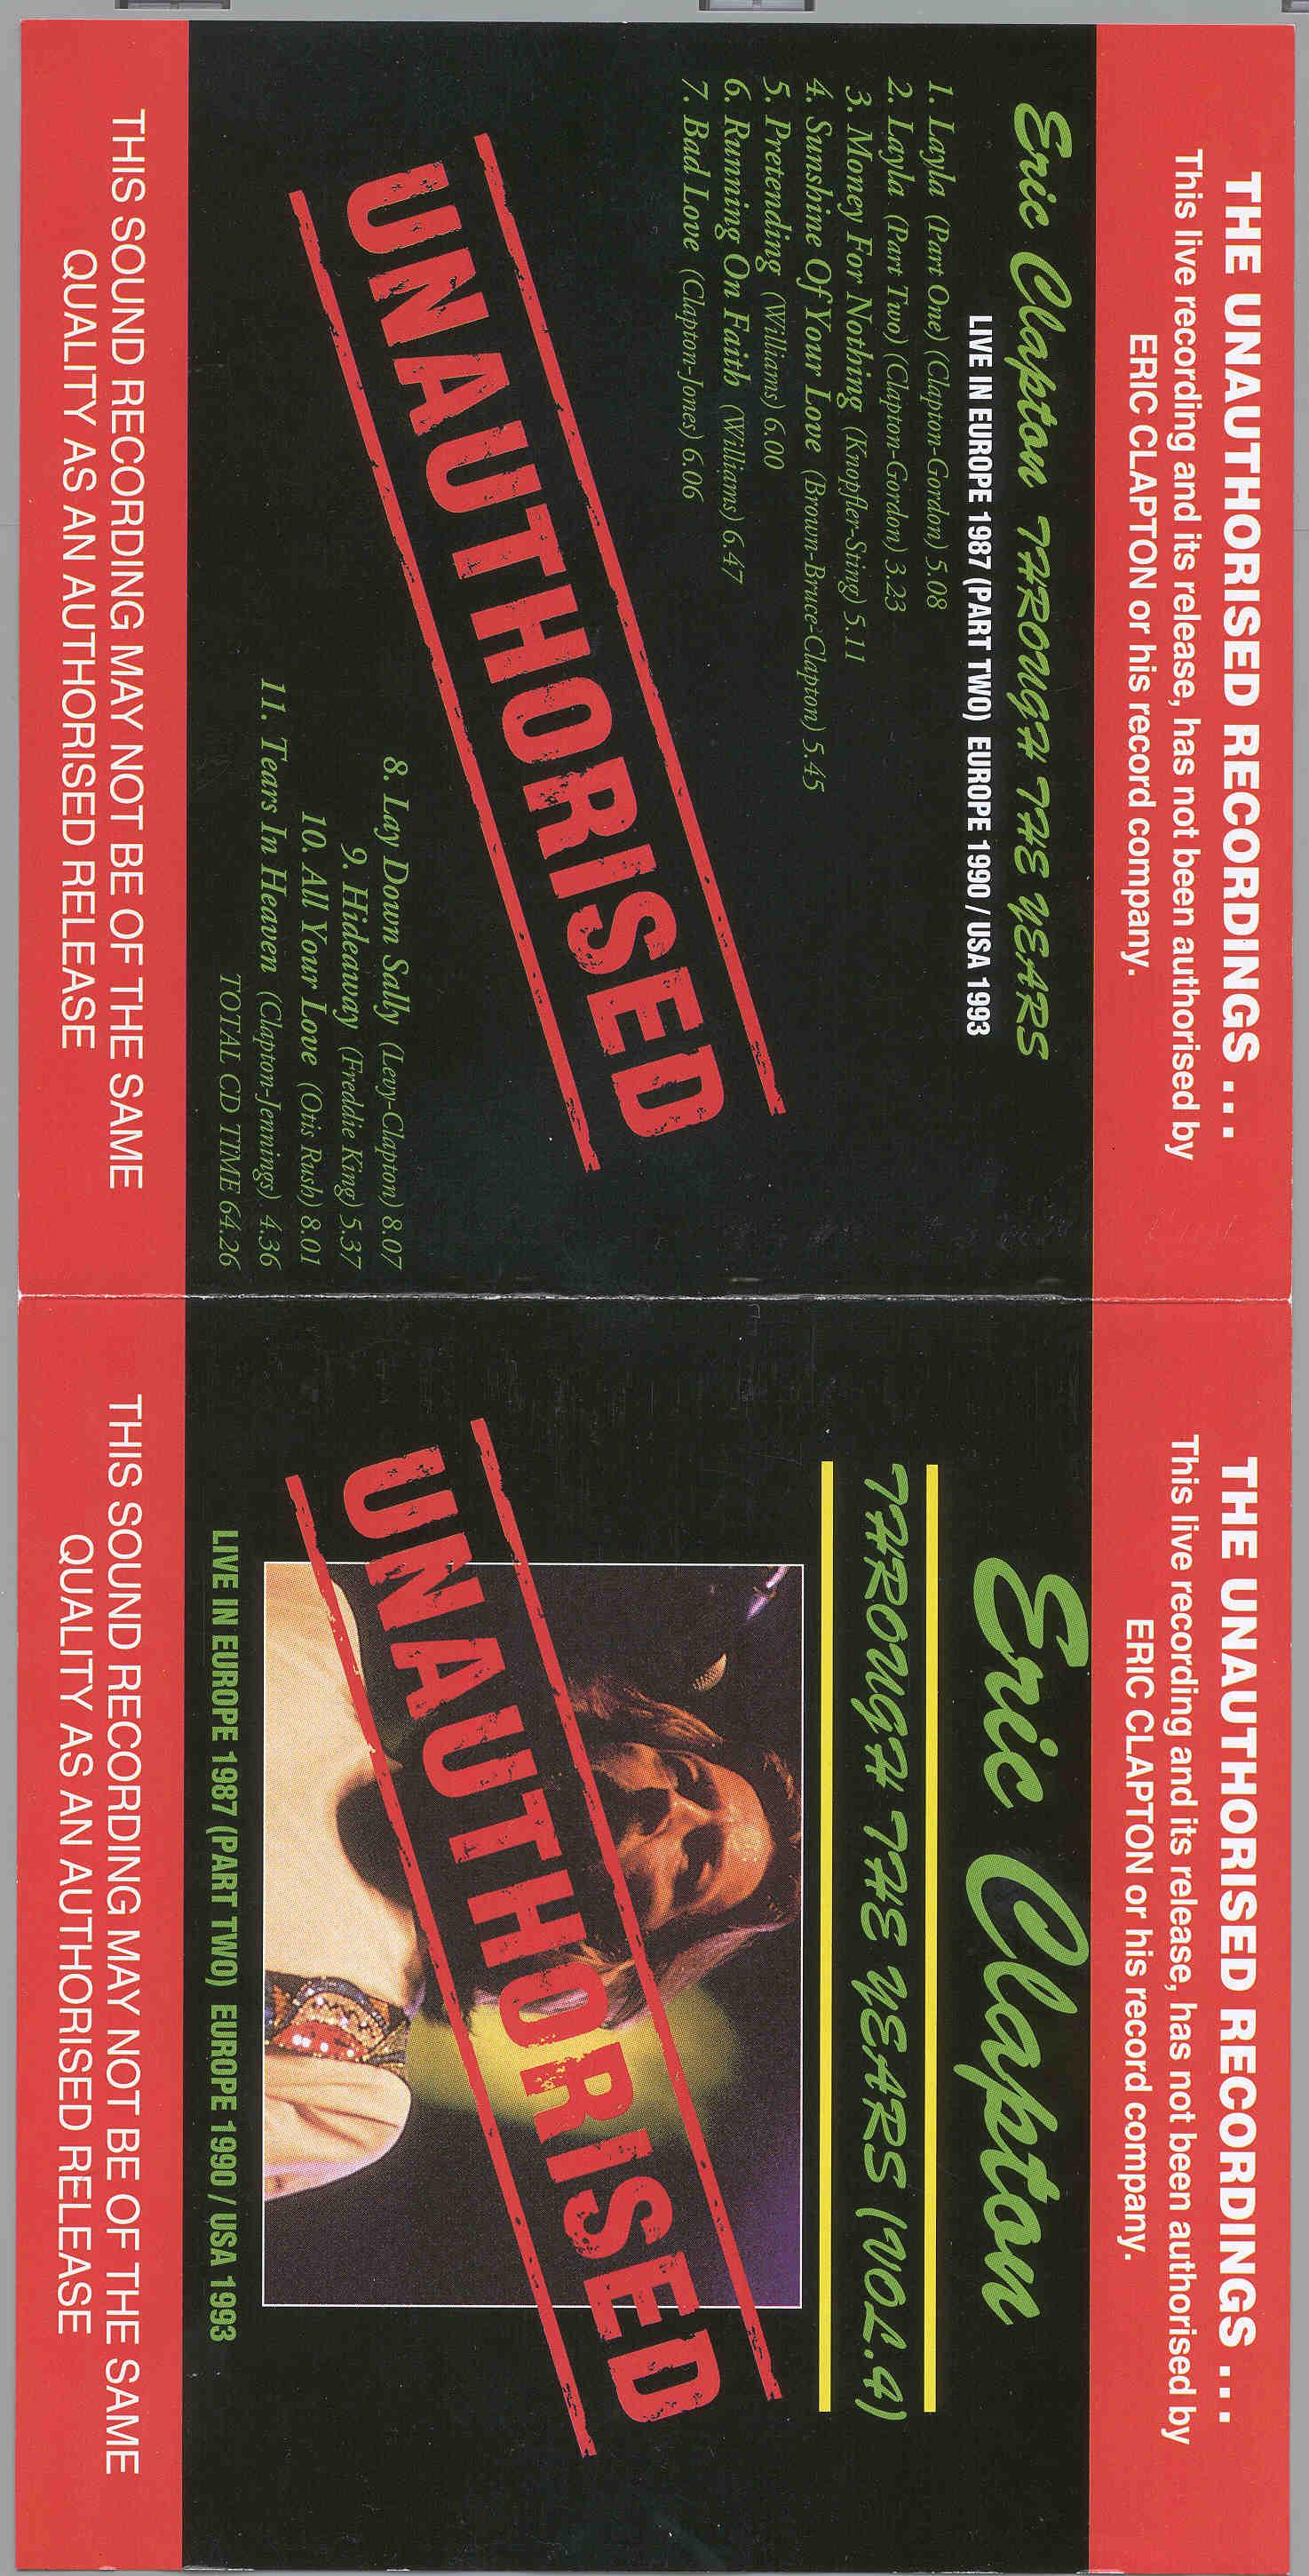 THE UNAUTHORISED RECORDINGS ...
This live recording and its release, has not been authorised by
ERIC CLAPTON or his record company.
Eric Clapton THROUGH THE YEARS
LIVE IN EUROPE 1987 (PART TWO) EUROPE 1990 / USA 1993
1. Layla (Part One) (Clapton-Gordon) 5.08
2. Layla (Part Two) (Clapton-Gordon) 3.23
3. Money For Nothing (Knopfler-Sting) 5.11
4. Sunshine Of Your Love (Brown-Bruce-Clapton) 5.45
5. Pretending (Williams) 6.00
6. Running On Faith (Williams) 6.47
7. Bad Love (Clapton-Jones) 6.06
UNAUTHORISED
8. Lay Down Sally (Levy-Clapton) 8.07
9. Hideaway (Freddie King) 5.37
10. All Your Love (Otis Rush) 8.01
11. Tears In Heaven (Clapton-Jennings) 4.36
TOTAL CD TIME 64.26
THIS SOUND RECORDING MAY NOT BE OF THE SAME
QUALITY AS AN AUTHORISED RELEASE
THE UNAUTHORISED RECORDINGS ...
This live recording and its release, has not been authorised by
ERIC CLAPTON or his record company.
Eric Clapton
THROUGH THE YEARS (VOL.4)
UNAUTHORISED
LIVE IN EUROPE 1987 (PART TWO) EUROPE 1990 / USA 1993
THIS SOUND RECORDING MAY NOT BE OF THE SAME
QUALITY AS AN AUTHORISED RELEASE